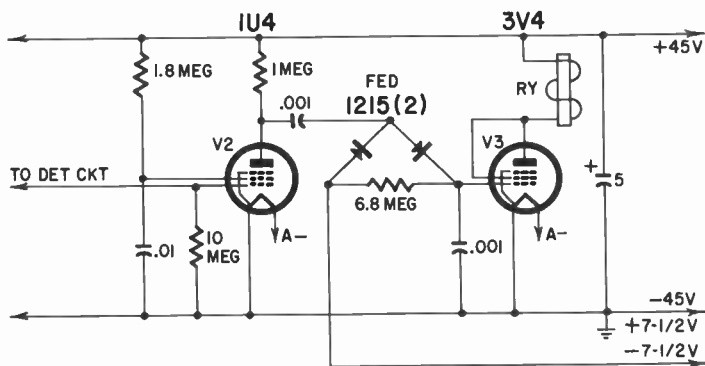 1U4
3V4
+45V
1.8 MEG
1 MEG
FED
1215(2)
RY
.001
V2
V3
+
5
TO DET CKT
6.8 MEG
A-
A-
.01
10
MEG
.001
-45V
+7-1/2V
-7-1/2V